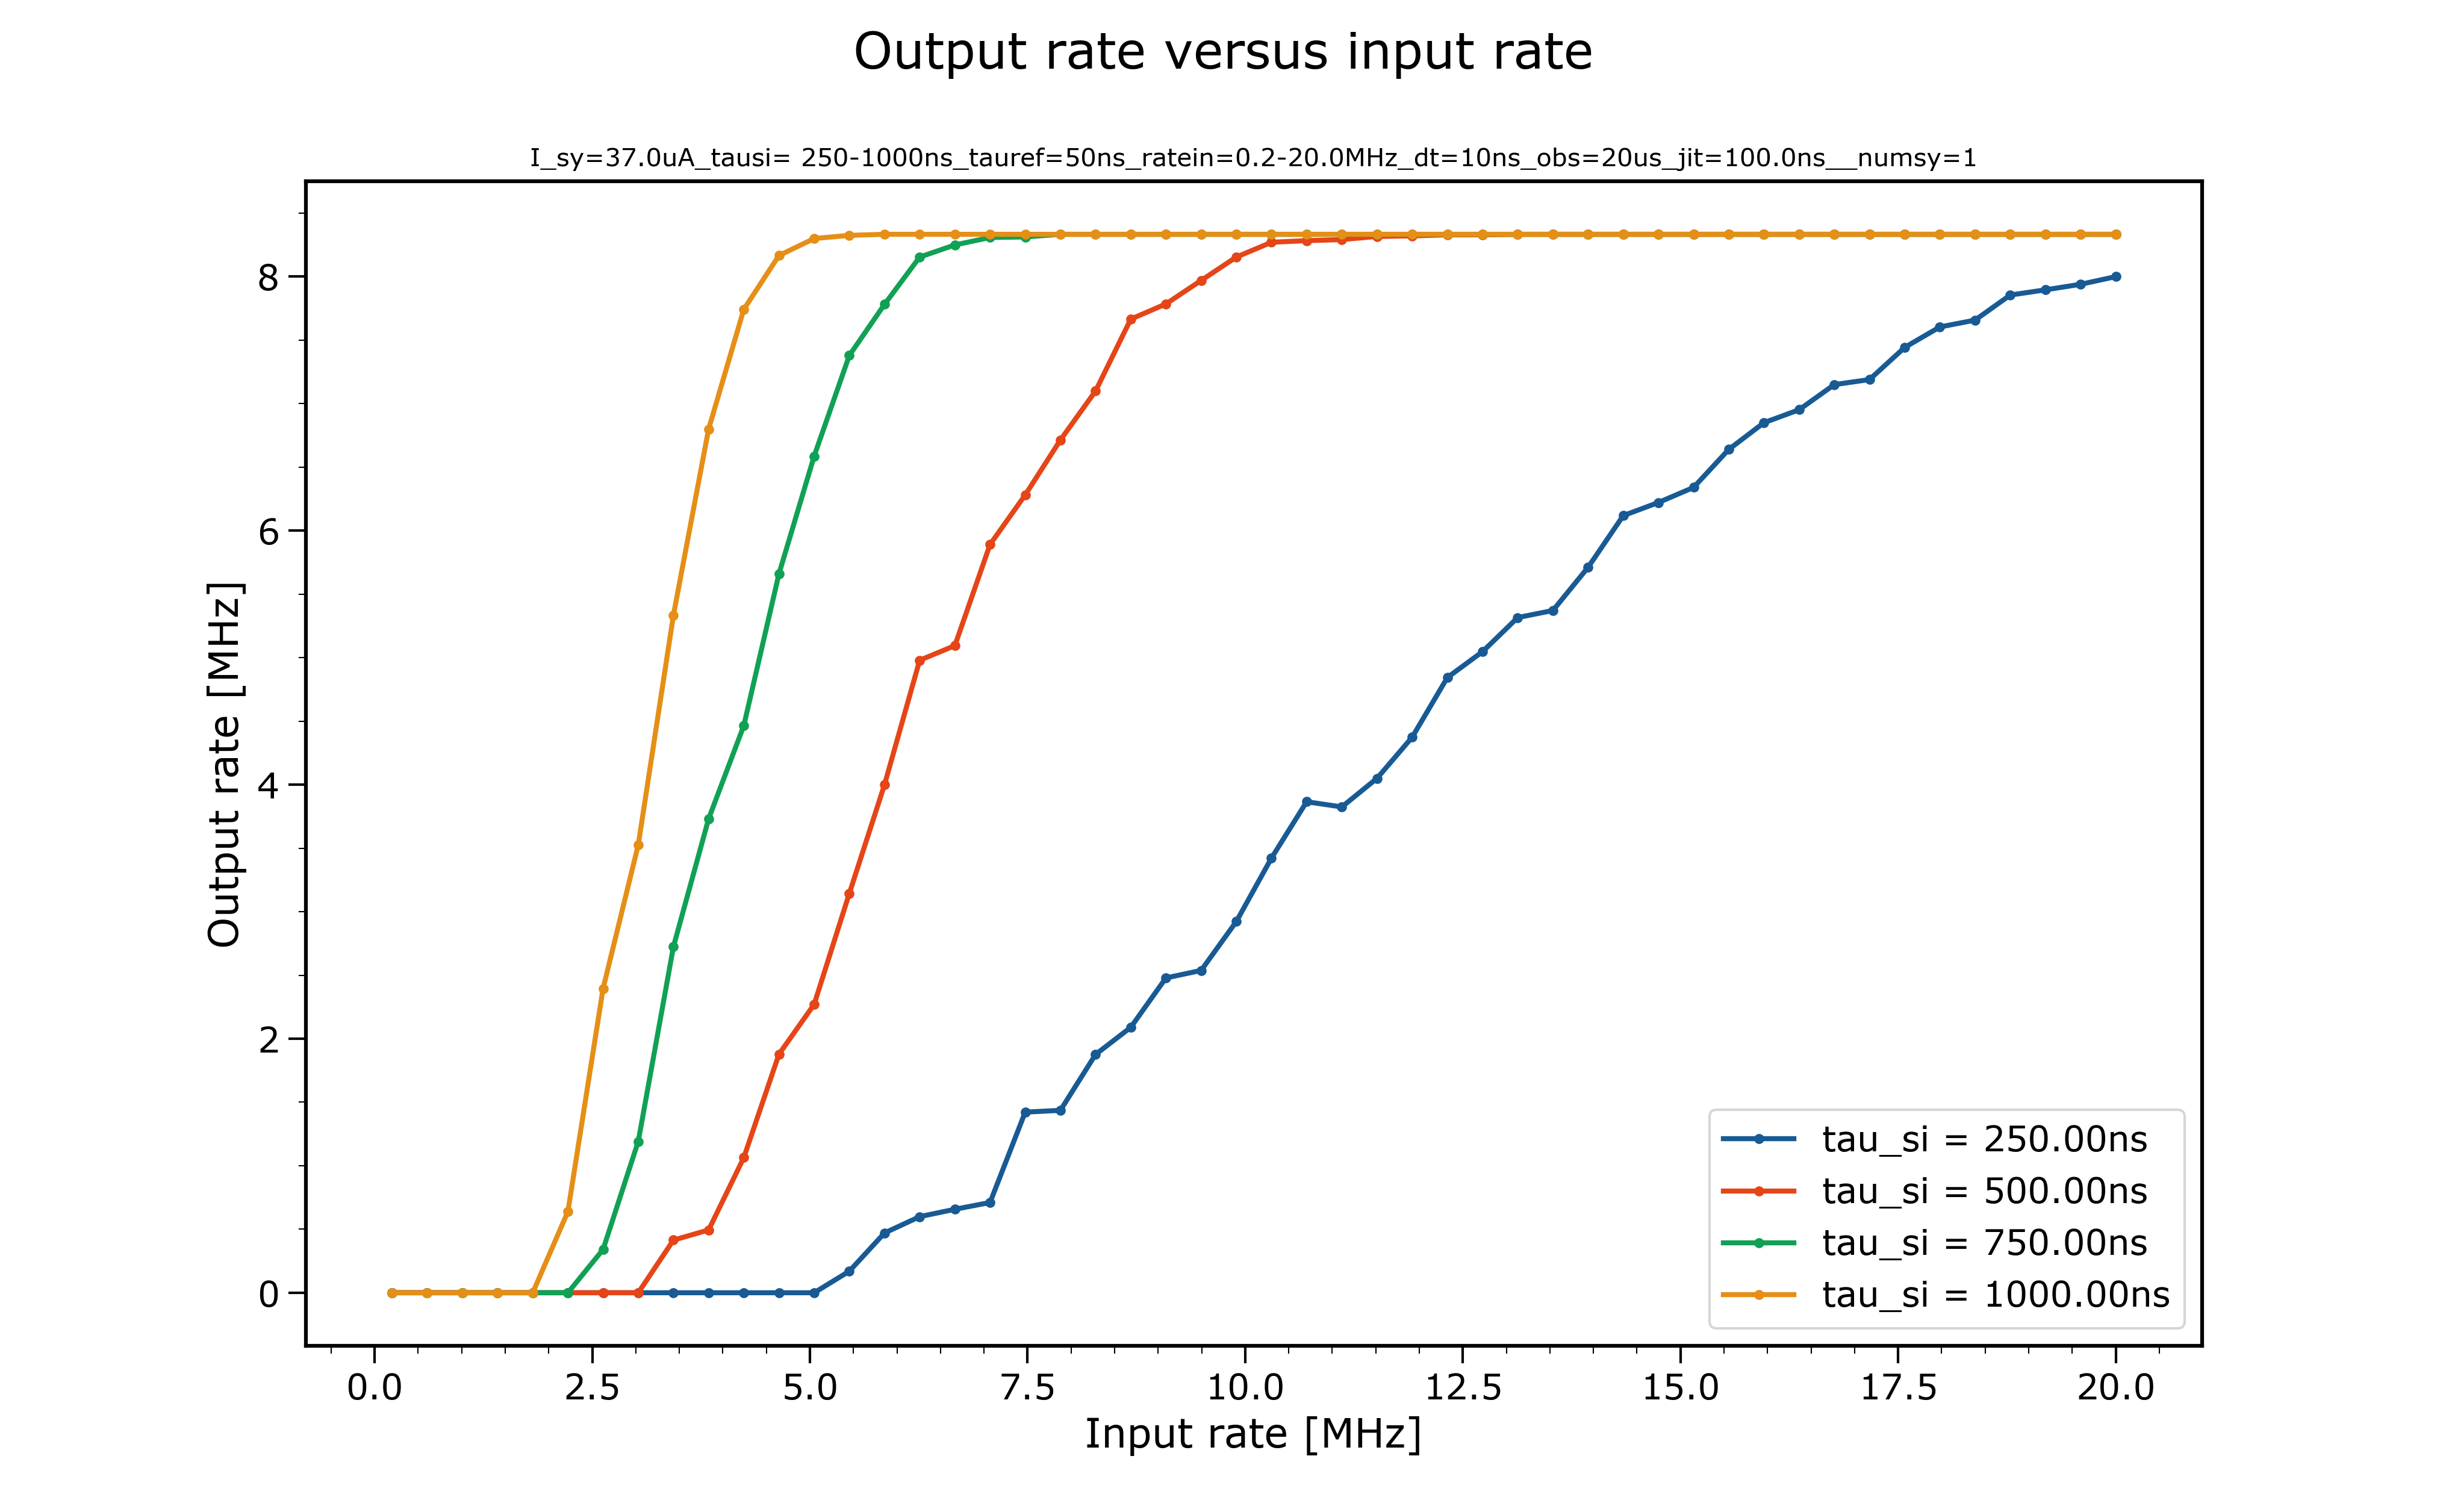 Output rate versus input rate
I_sy=37.0uA_tausi= 250-1000ns_tauref=50ns_ratein=0.2-20.0MHz_dt=10ns_obs=20us_jit=100.0ns__numsy=1
Output rate [MHz]
8
6
4
2
0
tau_si = 250.00ns
tau_si = 500.00ns
tau_si = 750.00ns
tau_si = 1000.00ns
0.0 2.5 5.0 7.5 10.0 12.5 15.0 17.5 20.0
Input rate [MHz]